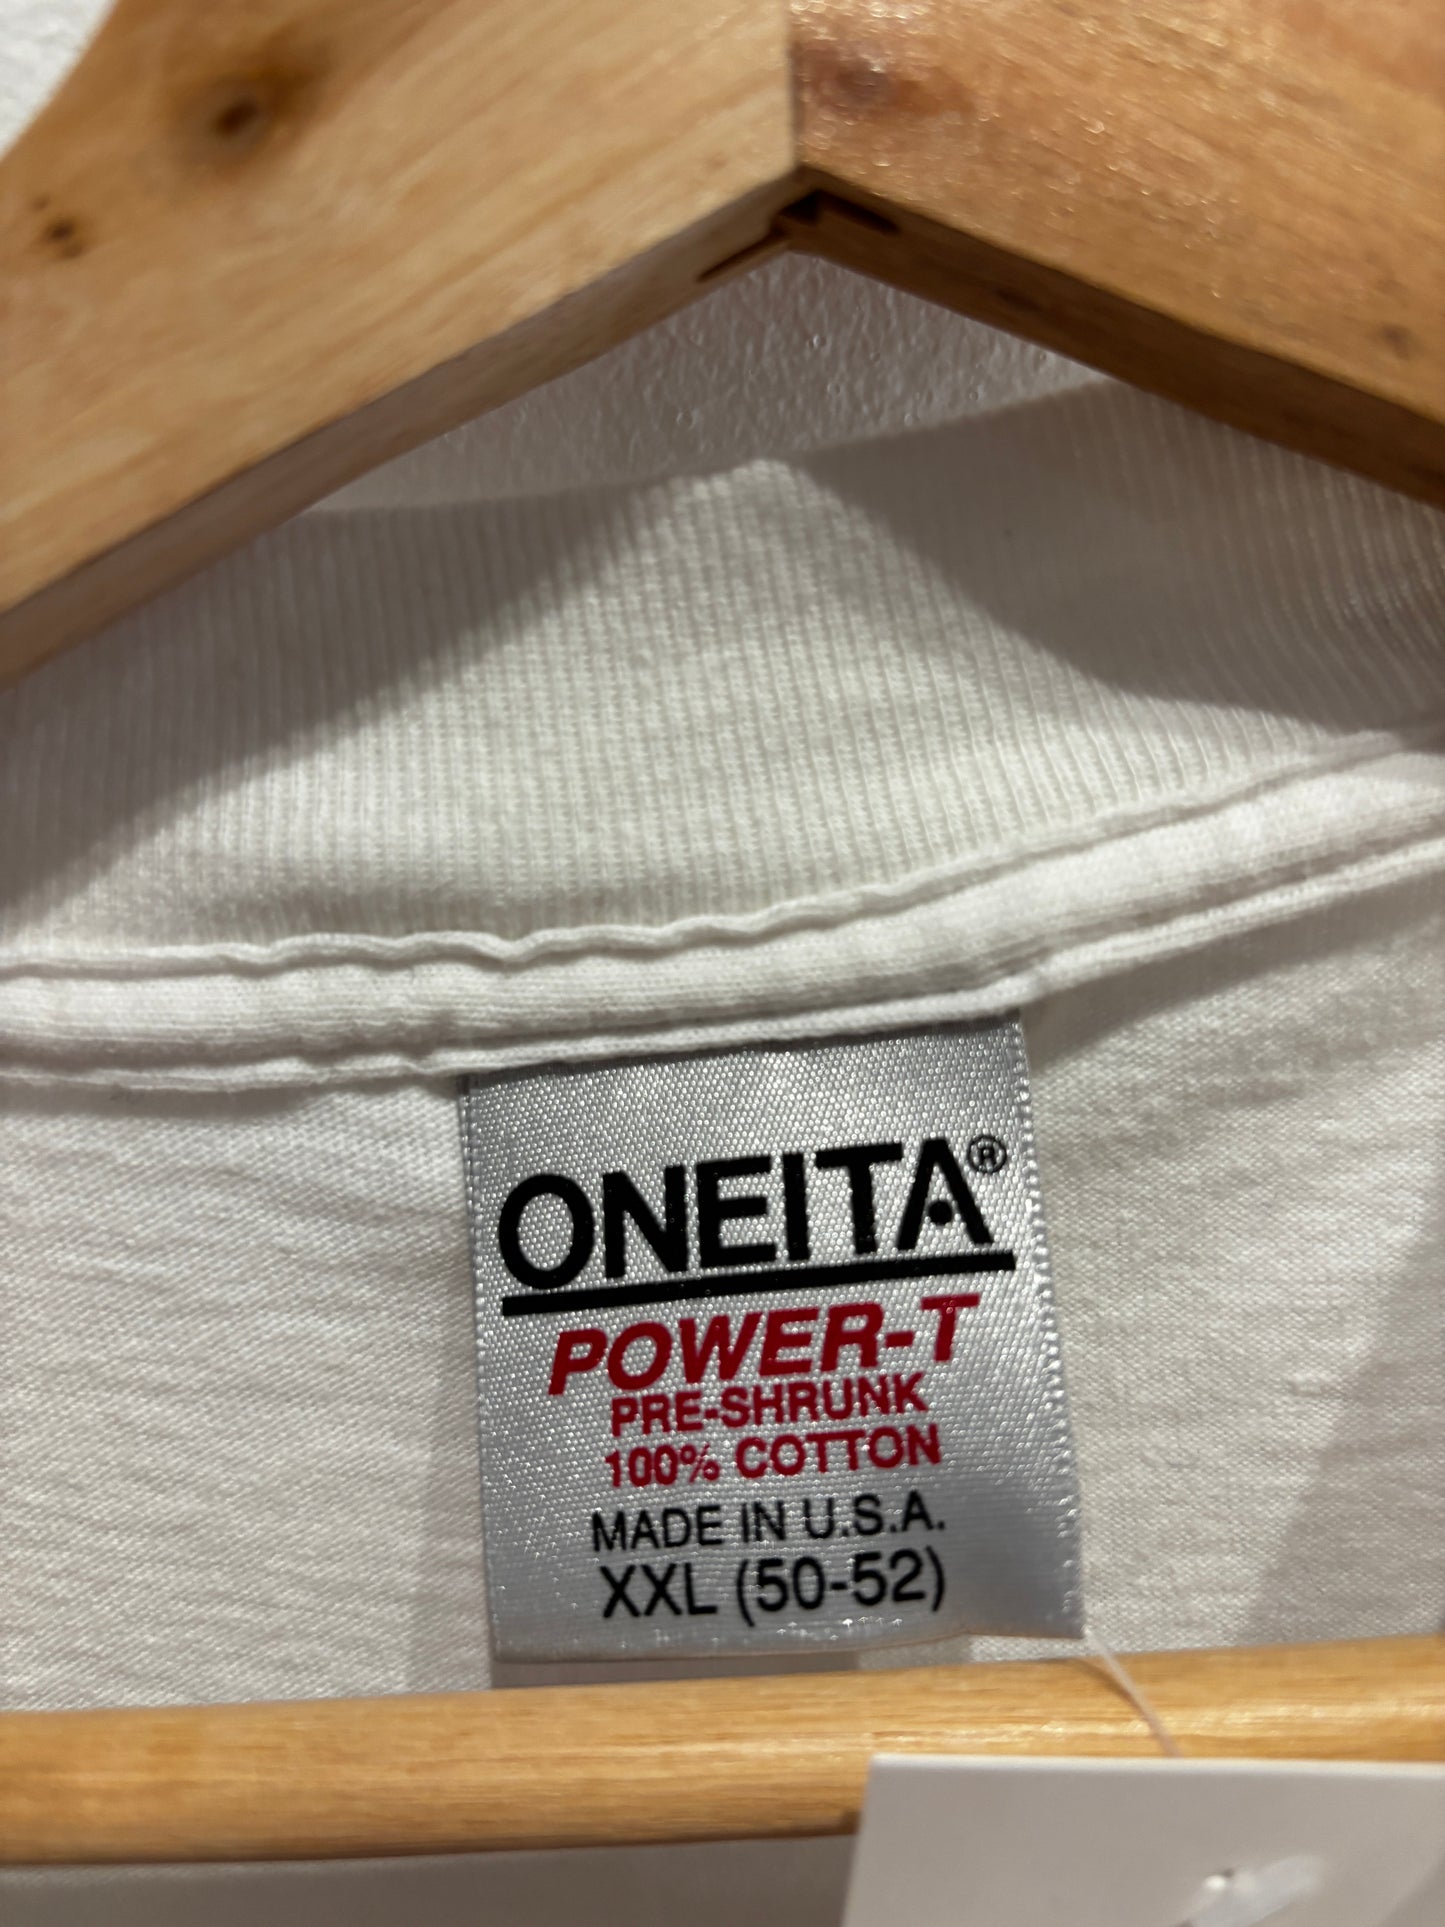 ONEITA®
POWER-T
PRE-SHRUNK
100% COTTON
MADE IN U.S.A.
XXL (50-52)